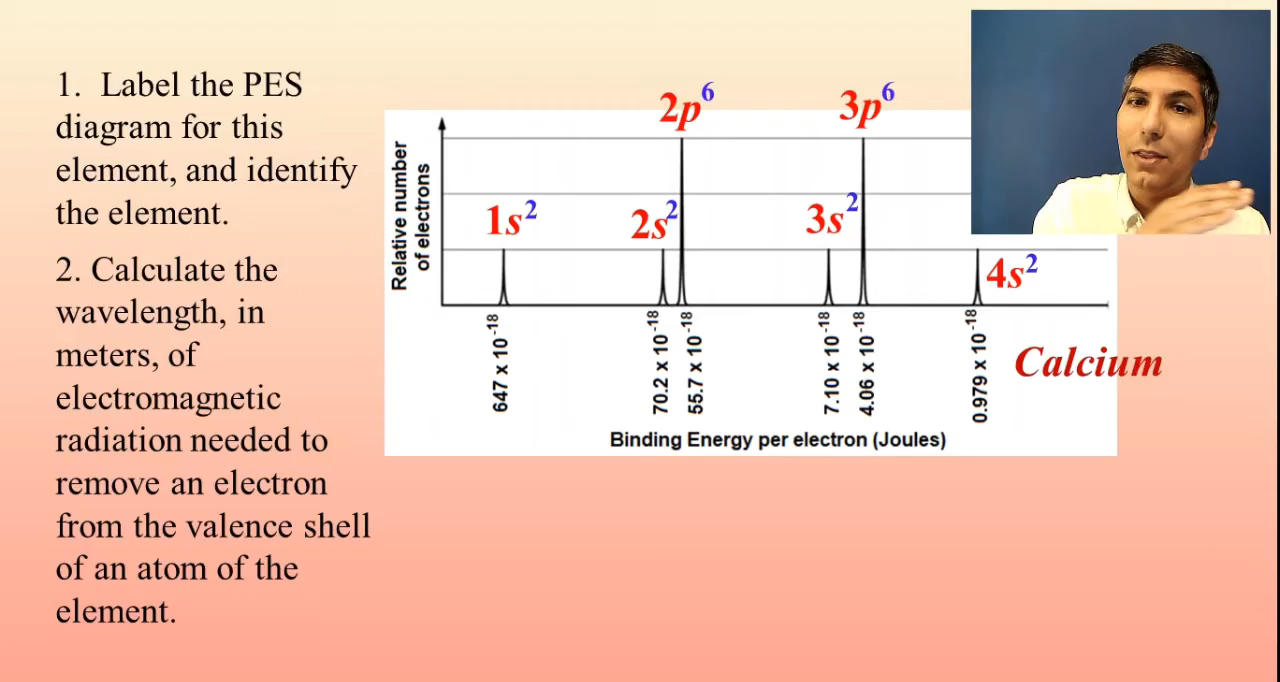 1. Label the PES
diagram for this
element, and identify
the element.
2. Calculate the
wavelength, in
meters, of
electromagnetic
radiation needed to
remove an electron
from the valence shell
of an atom of the
element.
2p⁶
3p⁶
1s²
2s²
3s²
4s²
Relative number
of electrons
647 x 10⁻¹⁸
70.2 x 10⁻¹⁸
55.7 x 10⁻¹⁸
7.10 x 10⁻¹⁸
4.06 x 10⁻¹⁸
0.979 x 10⁻¹⁸
Calcium
Binding Energy per electron (Joules)